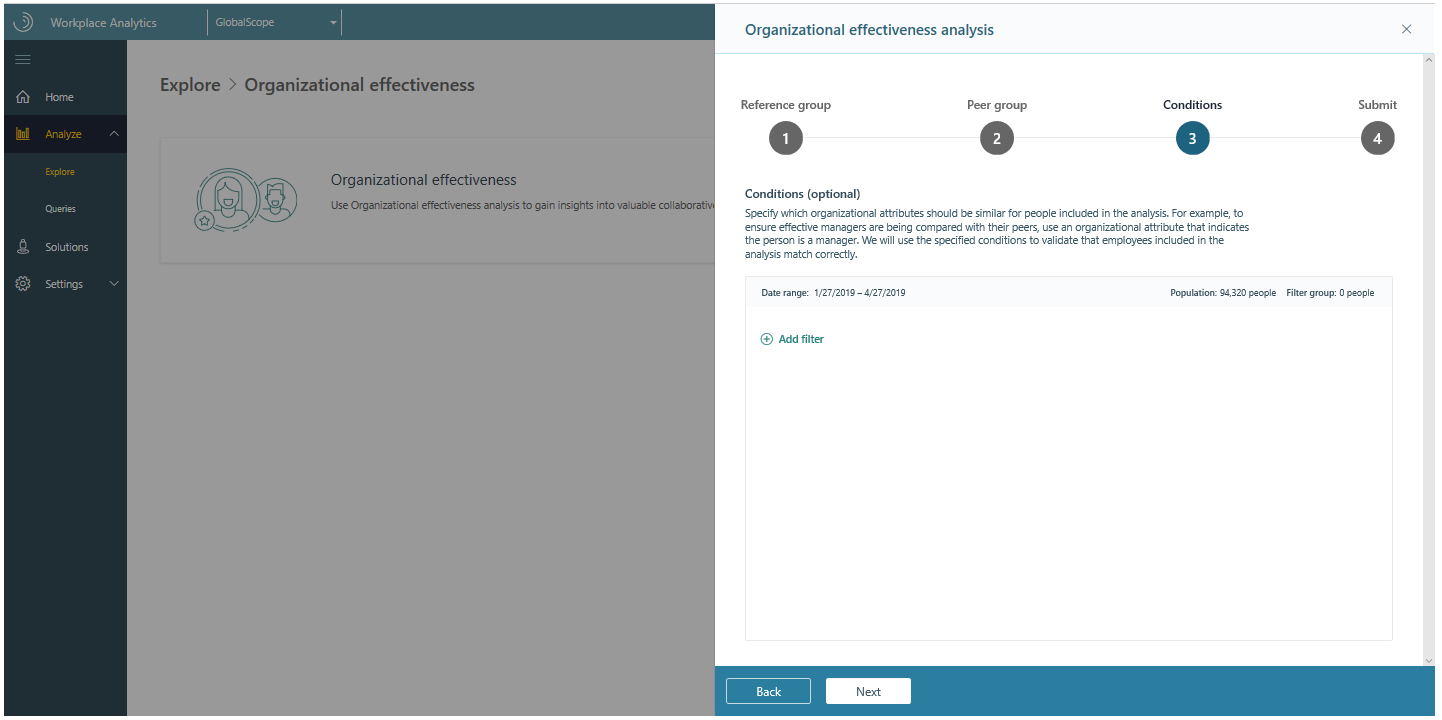 Workplace Analytics
GlobalScope
Home
Analyze
Explore
Queries
Solutions
Settings
Explore > Organizational effectiveness
Organizational effectiveness
Use Organizational effectiveness analysis to gain insights into valuable collaborative
Organizational effectiveness analysis
Reference group
Peer group
Conditions
Submit
1
2
3
4
Conditions (optional)
Specify which organizational attributes should be similar for people included in the analysis. For example, to
ensure effective managers are being compared with their peers, use an organizational attribute that indicates
the person is a manager. We will use the specified conditions to validate that employees included in the
analysis match correctly.
Date range: 1/27/2019 – 4/27/2019
Population: 94,320 people
Filter group: 0 people
Add filter
Back
Next